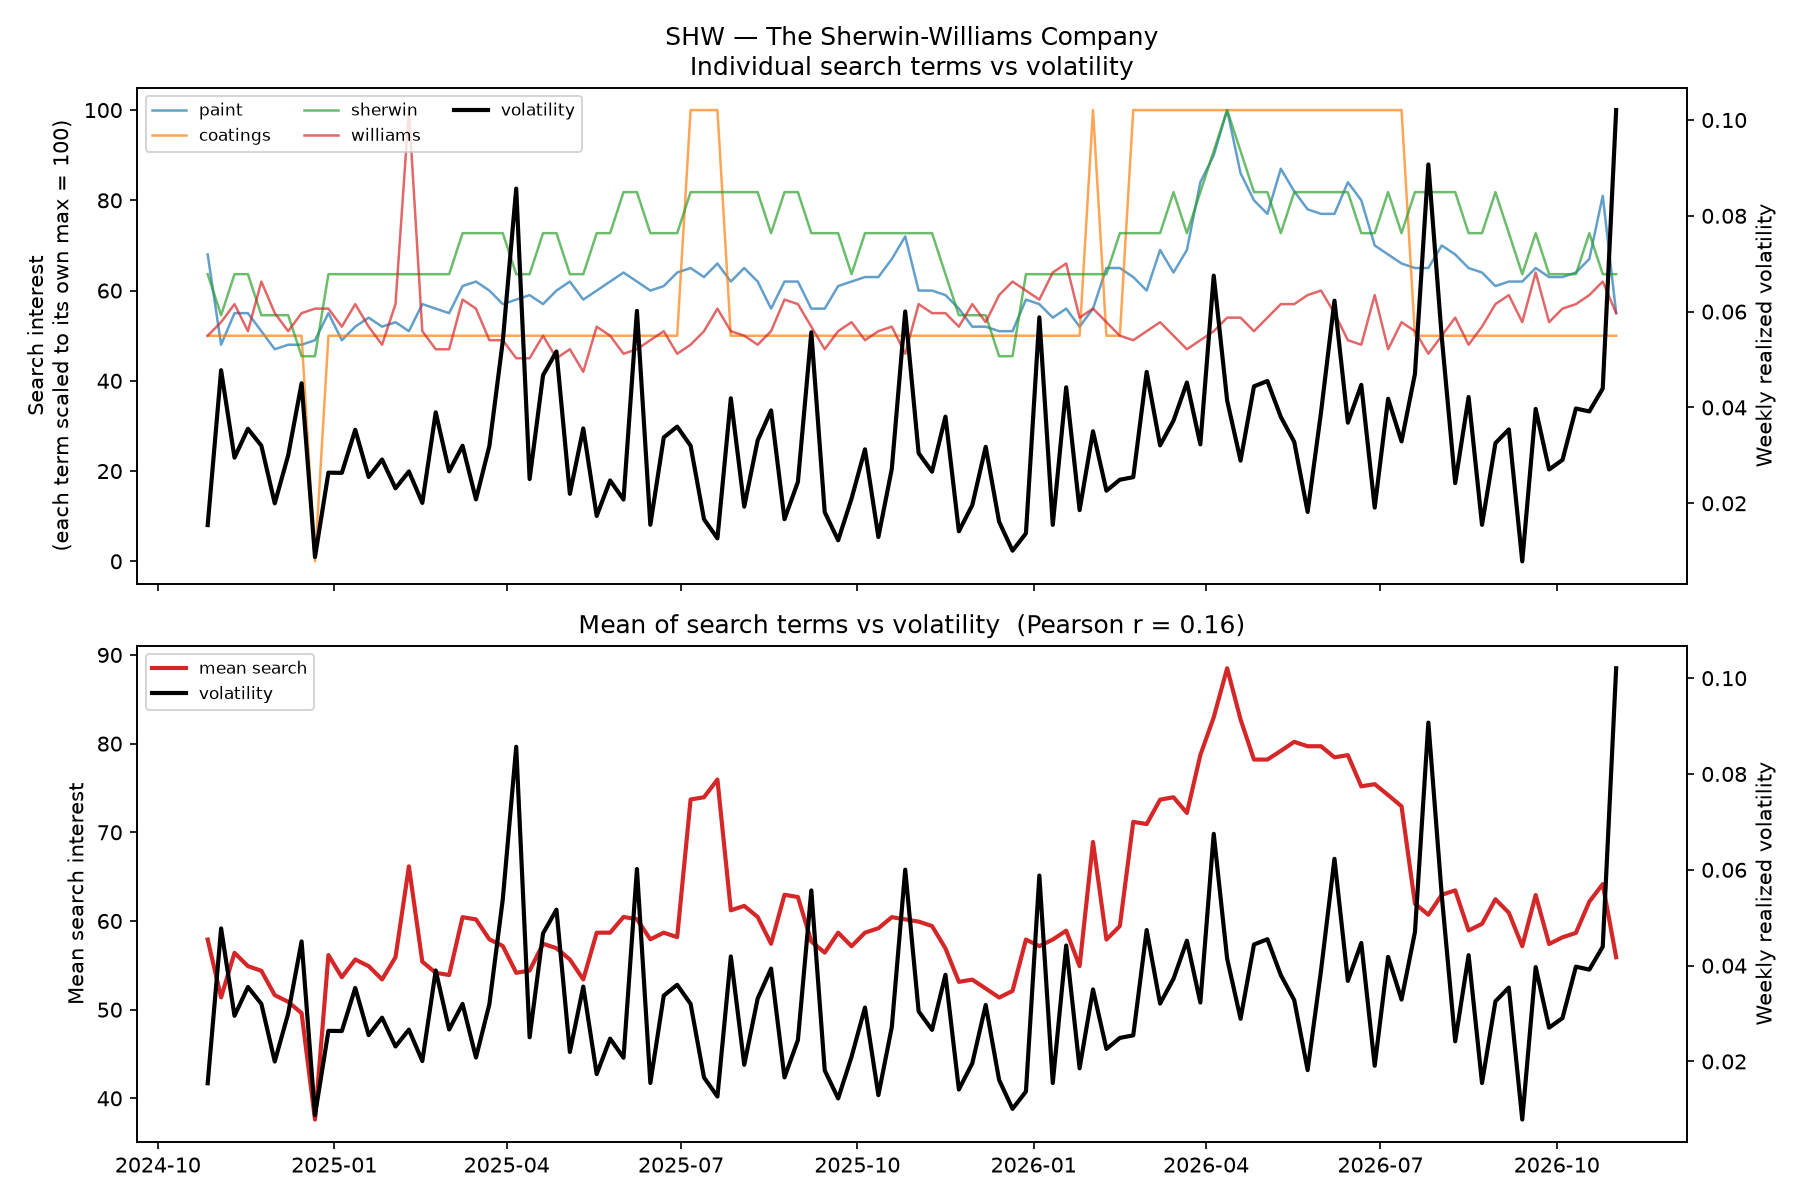 SHW — The Sherwin-Williams Company
Individual search terms vs volatility
paint
coatings
sherwin
williams
volatility
Search interest
(each term scaled to its own max = 100)
100
80
60
40
20
0
Weekly realized volatility
0.10
0.08
0.06
0.04
0.02
Mean of search terms vs volatility  (Pearson r = 0.16)
mean search
volatility
Mean search interest
90
80
70
60
50
40
Weekly realized volatility
0.10
0.08
0.06
0.04
0.02
2024-10
2025-01
2025-04
2025-07
2025-10
2026-01
2026-04
2026-07
2026-10